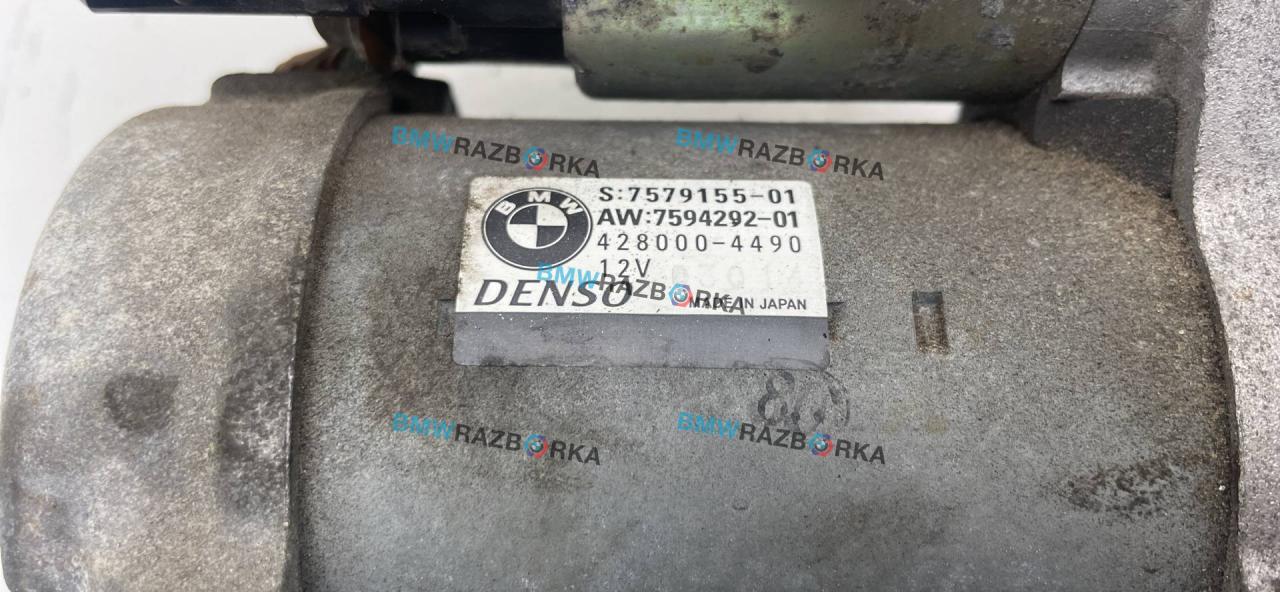 BMWRAZBORKA
BMWRAZBORKA
BMW
S:7579155-01
AW:7594292-01
428000-4490
12V
BMWRAZBORKA
DENSO
MADE IN JAPAN
BMWRAZBORKA
BMWRAZBORKA